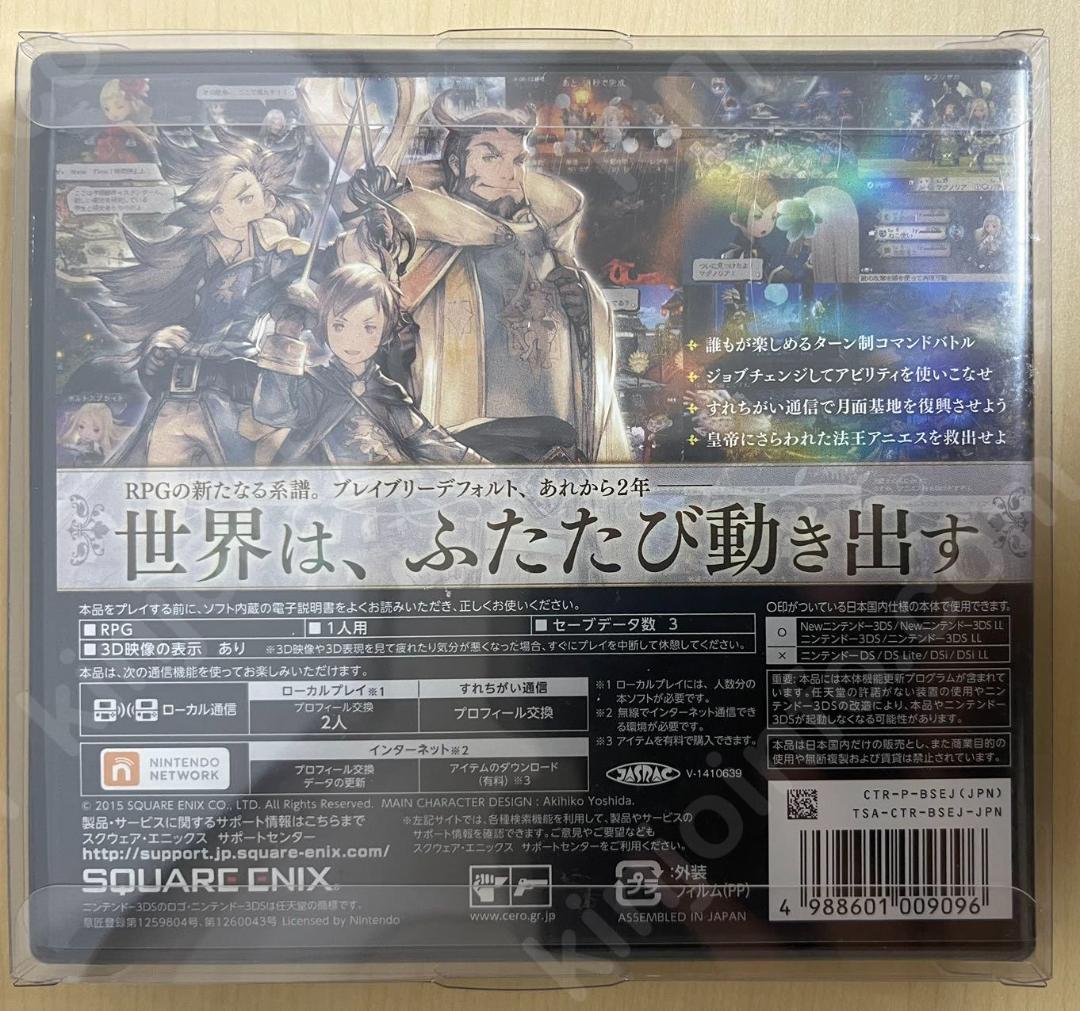 ついに見つけたよ!
マグノリア!
敵の攻撃を盾を使って内弾可能
誰もが楽しめるターン制コマンドバトル
ジョブチェンジしてアビリティを使いこなせ
すれちがい通信で月面基地を復興させよう
皇帝にさらわれた法王アニエスを救出せよ
RPGの新たなる系譜。ブレイブリーデフォルト、あれから2年――
世界は、ふたたび動き出す
本品をプレイする前に、ソフト内蔵の電子説明書をよくお読みいただき、正しくお使いください。
■RPG ■1人用 ■セーブデータ数 3
■3D映像の表示 あり ※3D映像や3D表現を見て疲れたり気分が悪くなった場合、すぐにプレイを中断して休憩してください。
本品は、次の通信機能を使ってお楽しみいただけます。
ローカル通信
ローカルプレイ※1 すれちがい通信
プロフィール交換
2人
プロフィール交換
NINTENDO
NETWORK
インターネット※2
プロフィール交換
データの更新
アイテムのダウンロード
(有料)※3
※1 ローカルプレイには、人数分の
本ソフトが必要です。
※2 無線でインターネット通信でき
る環境が必要です。
※3 アイテムを有料で購入できます。
JASRAC V-1410639
〇印がついている日本国内仕様の本体で使用できます。
○ Newニンテンドー3DS/Newニンテンドー3DS LL
ニンテンドー3DS/ニンテンドー3DS LL
× ニンテンドーDS/DS Lite/DSi/DSi LL
重要:本品には本体機能更新プログラムが含まれ
ています。任天堂の許諾がない装置の使用やニン
テンドー3DSの改造により、本品やニンテンドー
3DSが起動しなくなる可能性があります。
本品は日本国内だけの販売とし、また商業目的の
使用や無断複製および賃貸は禁止されています。
© 2015 SQUARE ENIX CO., LTD. All Rights Reserved. MAIN CHARACTER DESIGN : Akihiko Yoshida.
製品・サービスに関するサポート情報はこちらまで
スクウェア・エニックス サポートセンター
http://support.jp.square-enix.com/
※左記サイトでは、各種検索機能を利用して、製品やサービスの
サポート情報を確認できます。ご意見やご要望なども
スクウェア・エニックス サポートセンターをご利用ください。
SQUARE ENIX
ニンテンドー3DSのロゴ・ニンテンドー3DSは任天堂の商標です。
意匠登録第1259804号、第1260043号 Licensed by Nintendo
www.cero.gr.jp
プラ
:外装
フィルム(PP)
ASSEMBLED IN JAPAN
CTR-P-BSEJ(JPN)
TSA-CTR-BSEJ-JPN
4 988601 009096